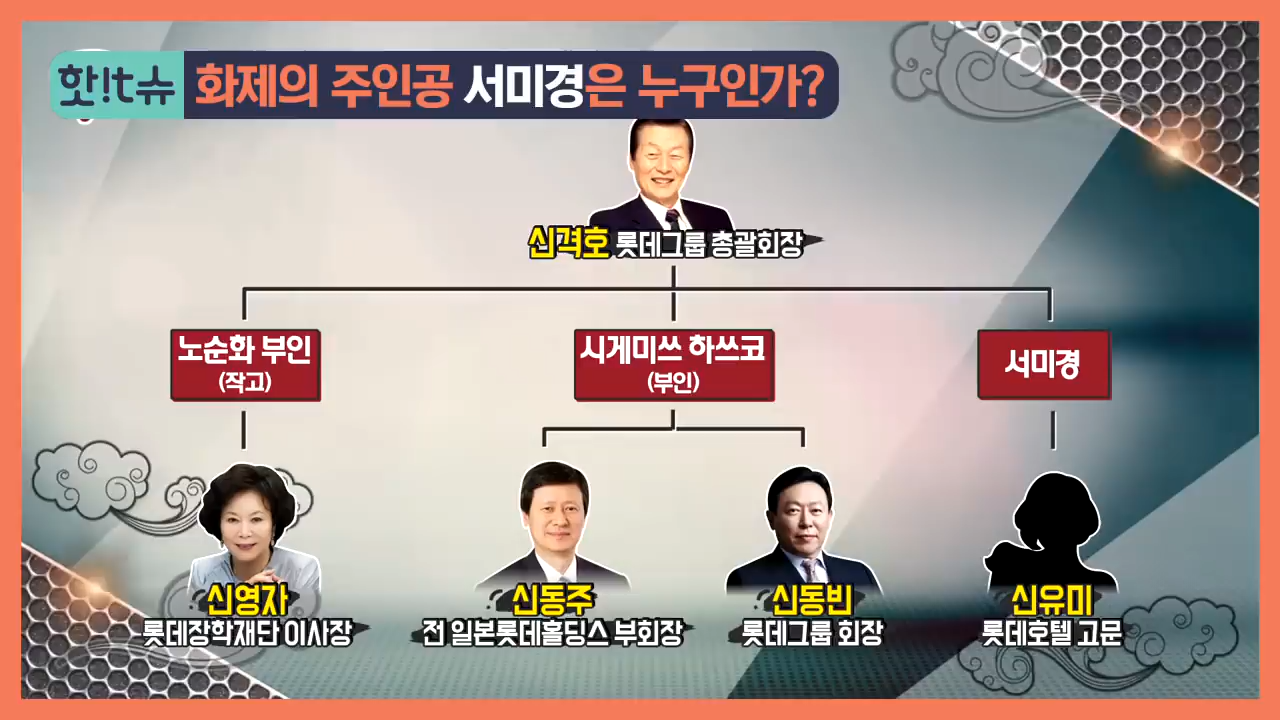 핫!t슈 화제의 주인공 서미경은 누구인가?
신격호 롯데그룹 총괄회장
노순화 부인
(작고)
시게미쓰 하쓰코
(부인)
서미경
신영자
롯데장학재단 이사장
신동주
전 일본롯데홀딩스 부회장
신동빈
롯데그룹 회장
신유미
롯데호텔 고문